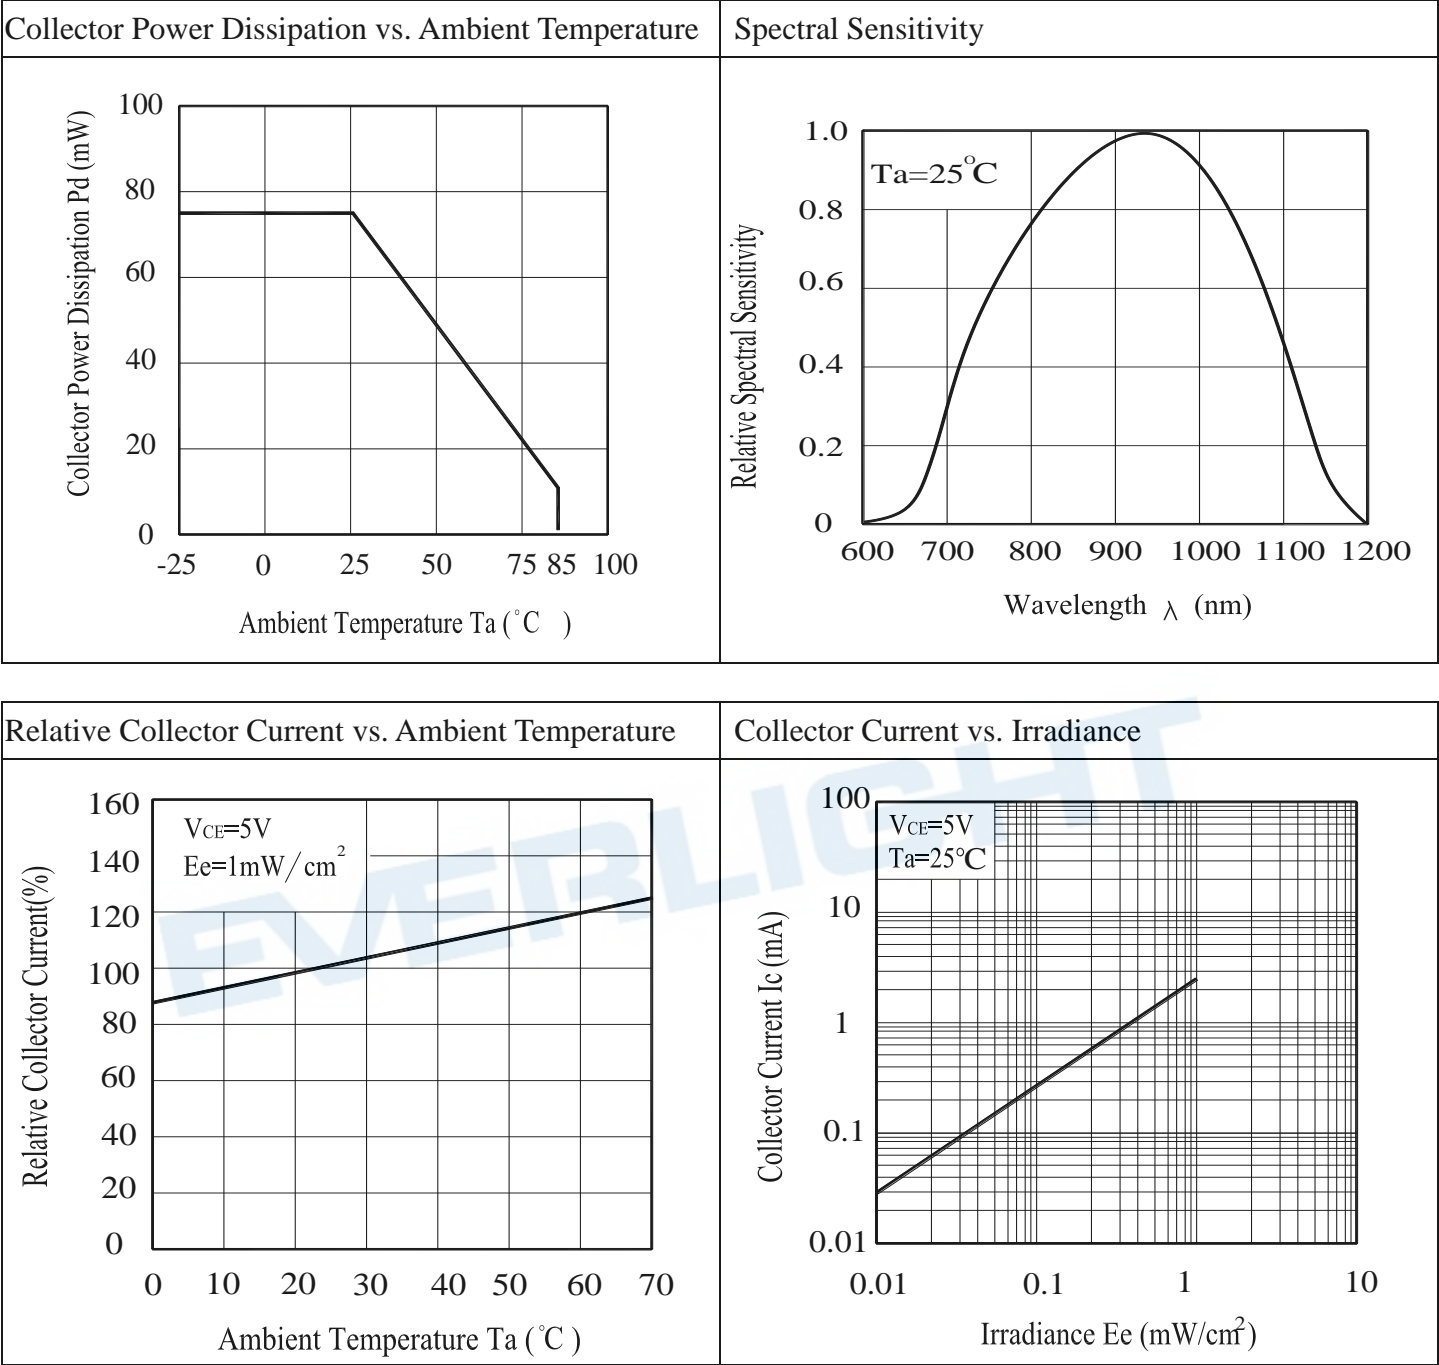 Collector Power Dissipation vs. Ambient Temperature
Spectral Sensitivity
Collector Power Dissipation Pd (mW)
100
80
60
40
20
0
-25 0 25 50 75 85 100
Ambient Temperature Ta (°C )
Relative Spectral Sensitivity
Ta=25°C
1.0
0.8
0.6
0.4
0.2
0
600 700 800 900 1000 1100 1200
Wavelength λ (nm)
Relative Collector Current vs. Ambient Temperature
Collector Current vs. Irradiance
EVERLIGHT
Relative Collector Current(%)
VCE=5V
Ee=1mW/cm²
160
140
120
100
80
60
40
20
0
0 10 20 30 40 50 60 70
Ambient Temperature Ta (°C )
Collector Current Ic (mA)
VCE=5V
Ta=25°C
100
10
1
0.1
0.01
0.01 0.1 1 10
Irradiance Ee (mW/cm²)